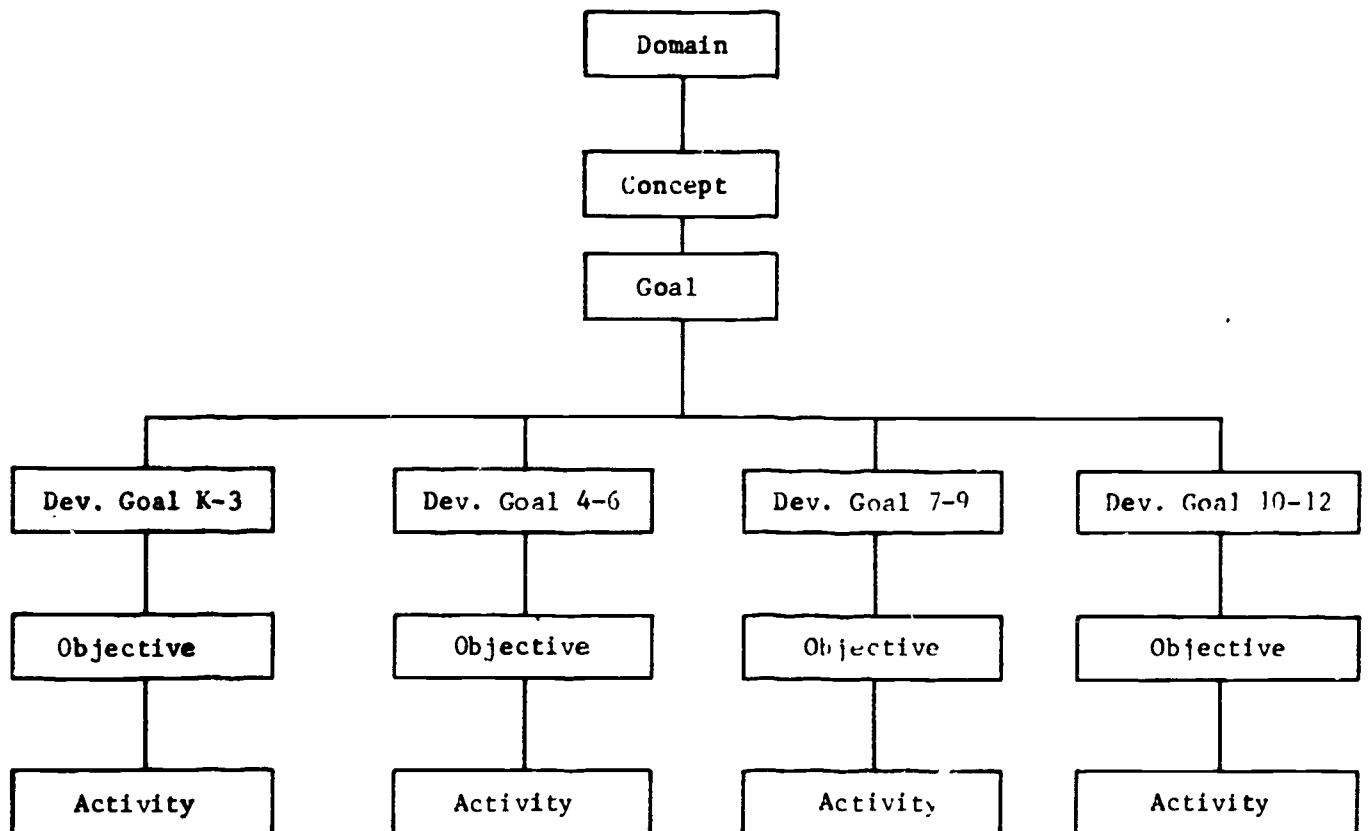 Domain
Concept
Goal
Dev. Goal K-3 Dev. Goal 4-6 Dev. Goal 7-9 Dev. Goal 10-12
Objective Objective Objective Objective
Activity Activity Activity Activity